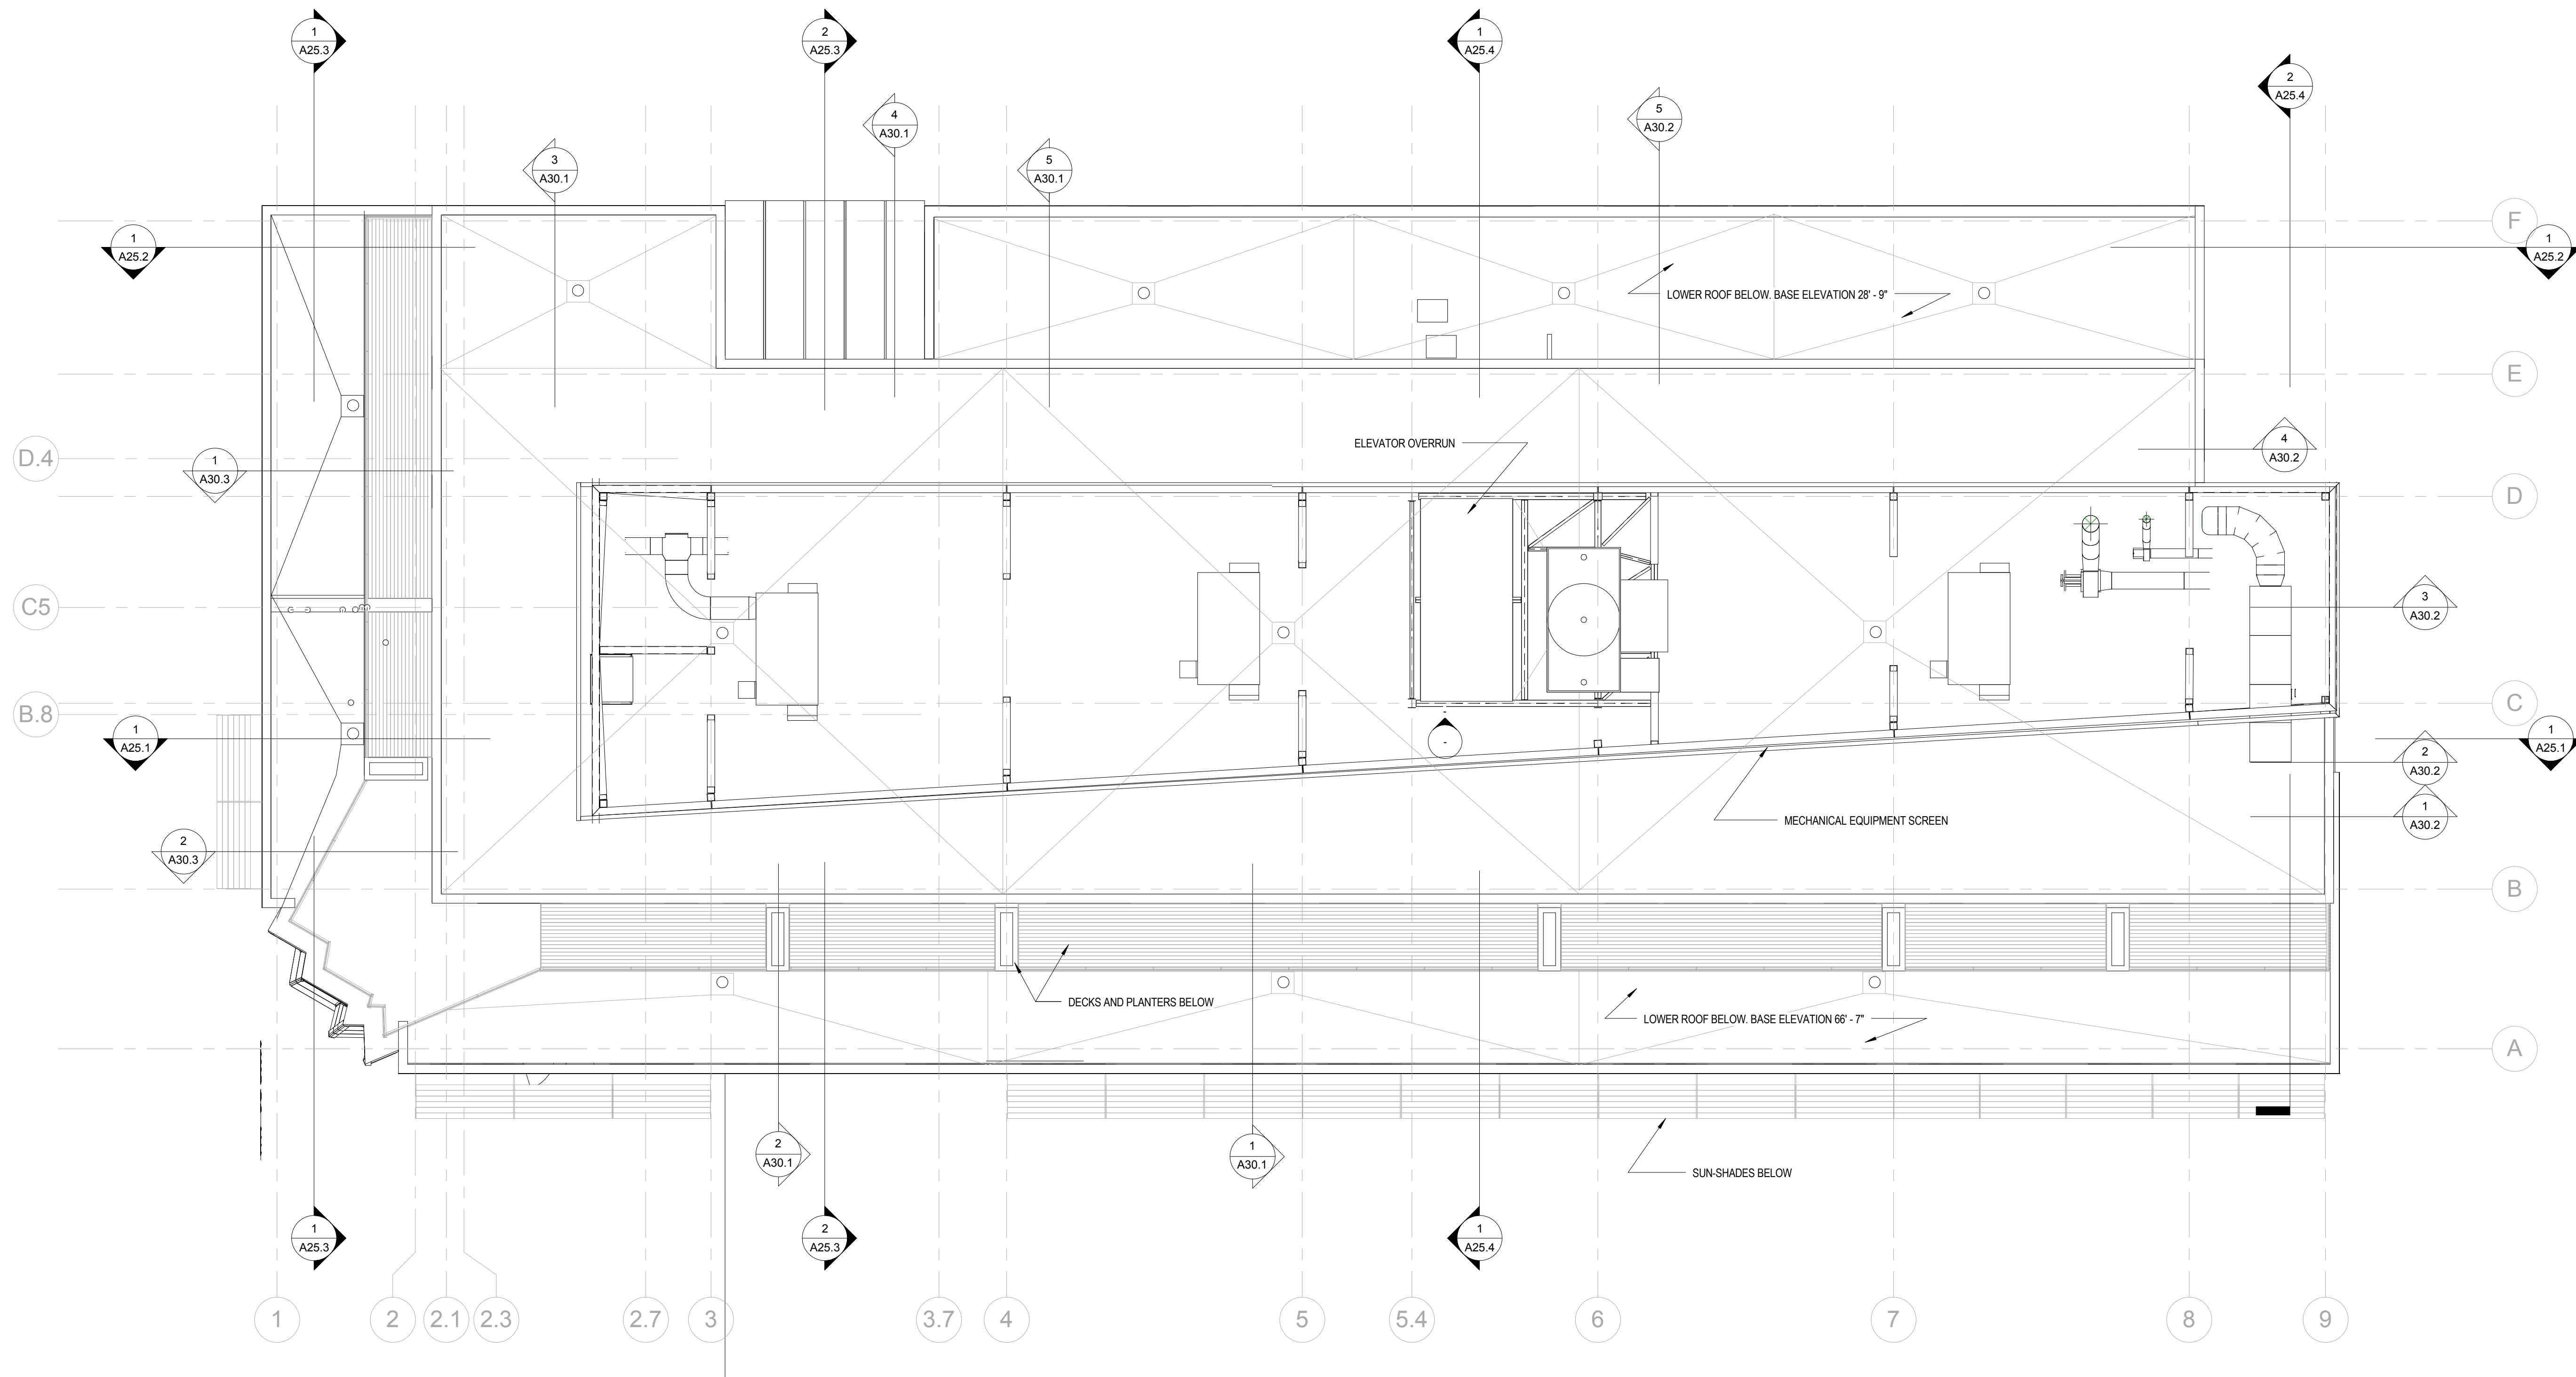 1
A25.3
2
A25.3
1
A25.4
2
A25.4
4
A30.1
5
A30.2
3
A30.1
5
A30.1
F
1
A25.2
1
A25.2
LOWER ROOF BELOW. BASE ELEVATION 28' - 9"
E
ELEVATOR OVERRUN
4
A30.2
D.4
1
A30.3
D
C5
3
A30.2
C
B.8
1
A25.1
-
-
1
A25.1
2
A30.2
MECHANICAL EQUIPMENT SCREEN
1
A30.2
2
A30.3
B
DECKS AND PLANTERS BELOW
LOWER ROOF BELOW. BASE ELEVATION 66' - 7"
A
2
A30.1
1
A30.1
SUN-SHADES BELOW
1
A25.3
2
A25.3
1
A25.4
1
2
2.1
2.3
2.7
3
3.7
4
5
5.4
6
7
8
9